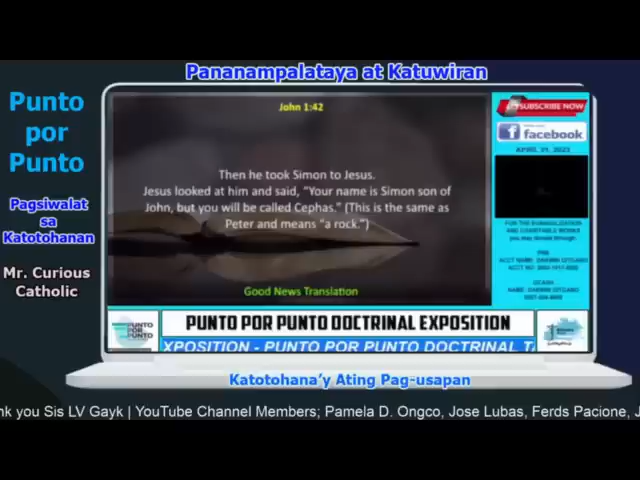 Pananampalataya at Katuwiran
Punto
por
Punto
Pagsiwalat
sa
Katotohanan
Mr. Curious
Catholic
John 1:42
Then he took Simon to Jesus.
Jesus looked at him and said, "Your name is Simon son of
John, but you will be called Cephas." (This is the same as
Peter and means "a rock.")
Good News Translation
SUBSCRIBE NOW
facebook
PUNTO
POR
PUNTO
PUNTO POR PUNTO DOCTRINAL EXPOSITION
XPOSITION - PUNTO POR PUNTO DOCTRINAL
Katotohana'y Ating Pag-usapan
nk you Sis LV Gayk | YouTube Channel Members; Pamela D. Ongco, Jose Lubas, Ferds Pacione, J